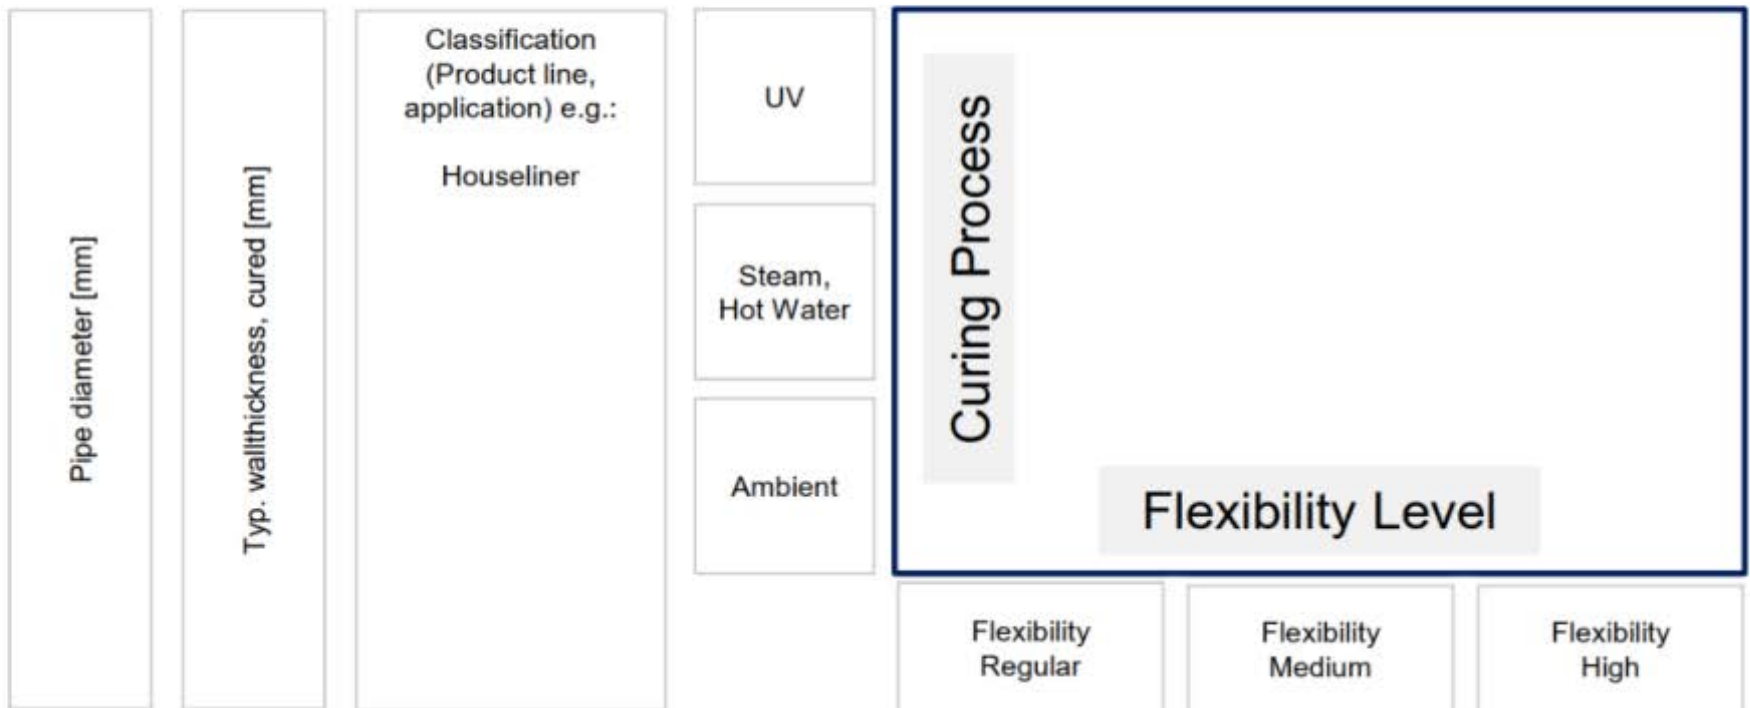 Pipe diameter [mm]
Typ. wallthickness, cured [mm]
Classification
(Product line,
application) e.g.:
Houseliner
UV
Steam,
Hot Water
Ambient
Curing Process
Flexibility Level
Flexibility
Regular
Flexibility
Medium
Flexibility
High